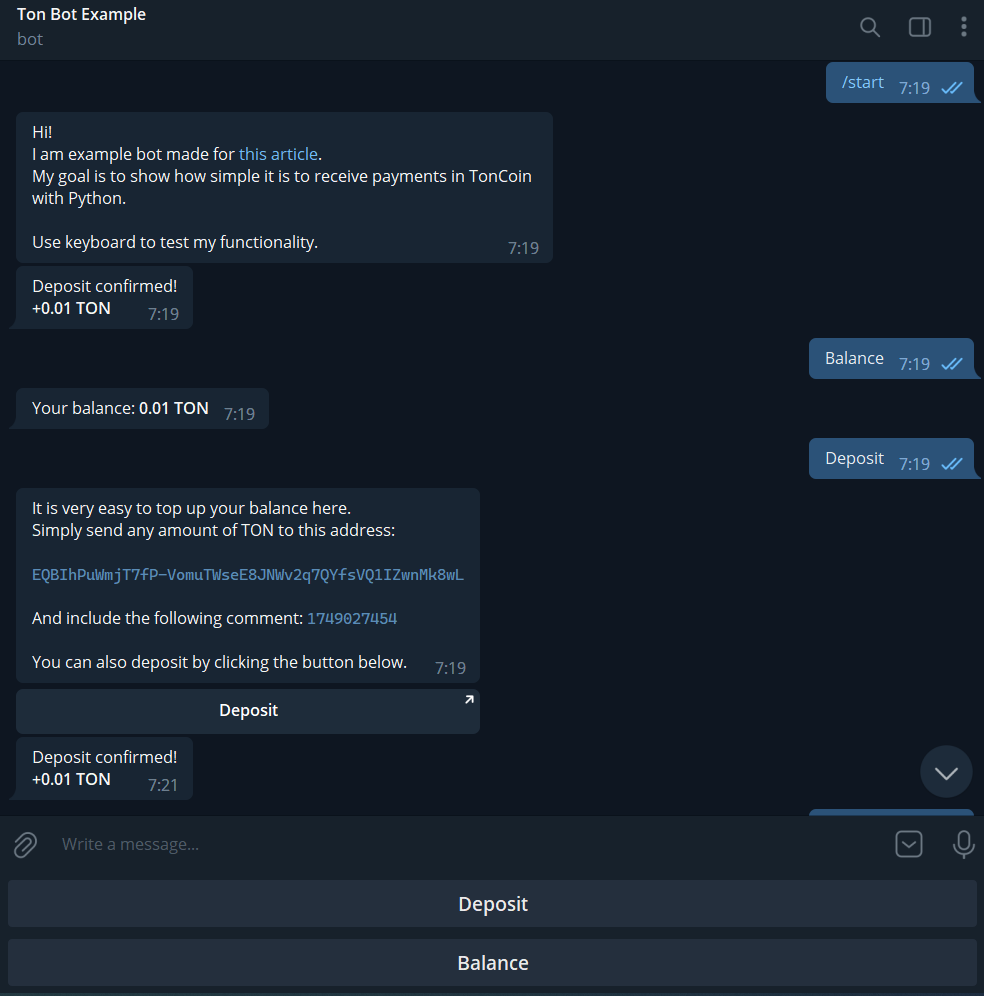 Ton Bot Example
bot
/start 7:19
Hi!
I am example bot made for this article.
My goal is to show how simple it is to receive payments in TonCoin
with Python.
Use keyboard to test my functionality. 7:19
Deposit confirmed!
+0.01 TON 7:19
Balance 7:19
Your balance: 0.01 TON 7:19
Deposit 7:19
It is very easy to top up your balance here.
Simply send any amount of TON to this address:
EQBIhPuWmjT7fP-VomuTWseE8JNWv2q7QYfsVQ1IZwnMk8wL
And include the following comment: 1749027454
You can also deposit by clicking the button below. 7:19
Deposit
Deposit confirmed!
+0.01 TON 7:21
Write a message...
Deposit
Balance